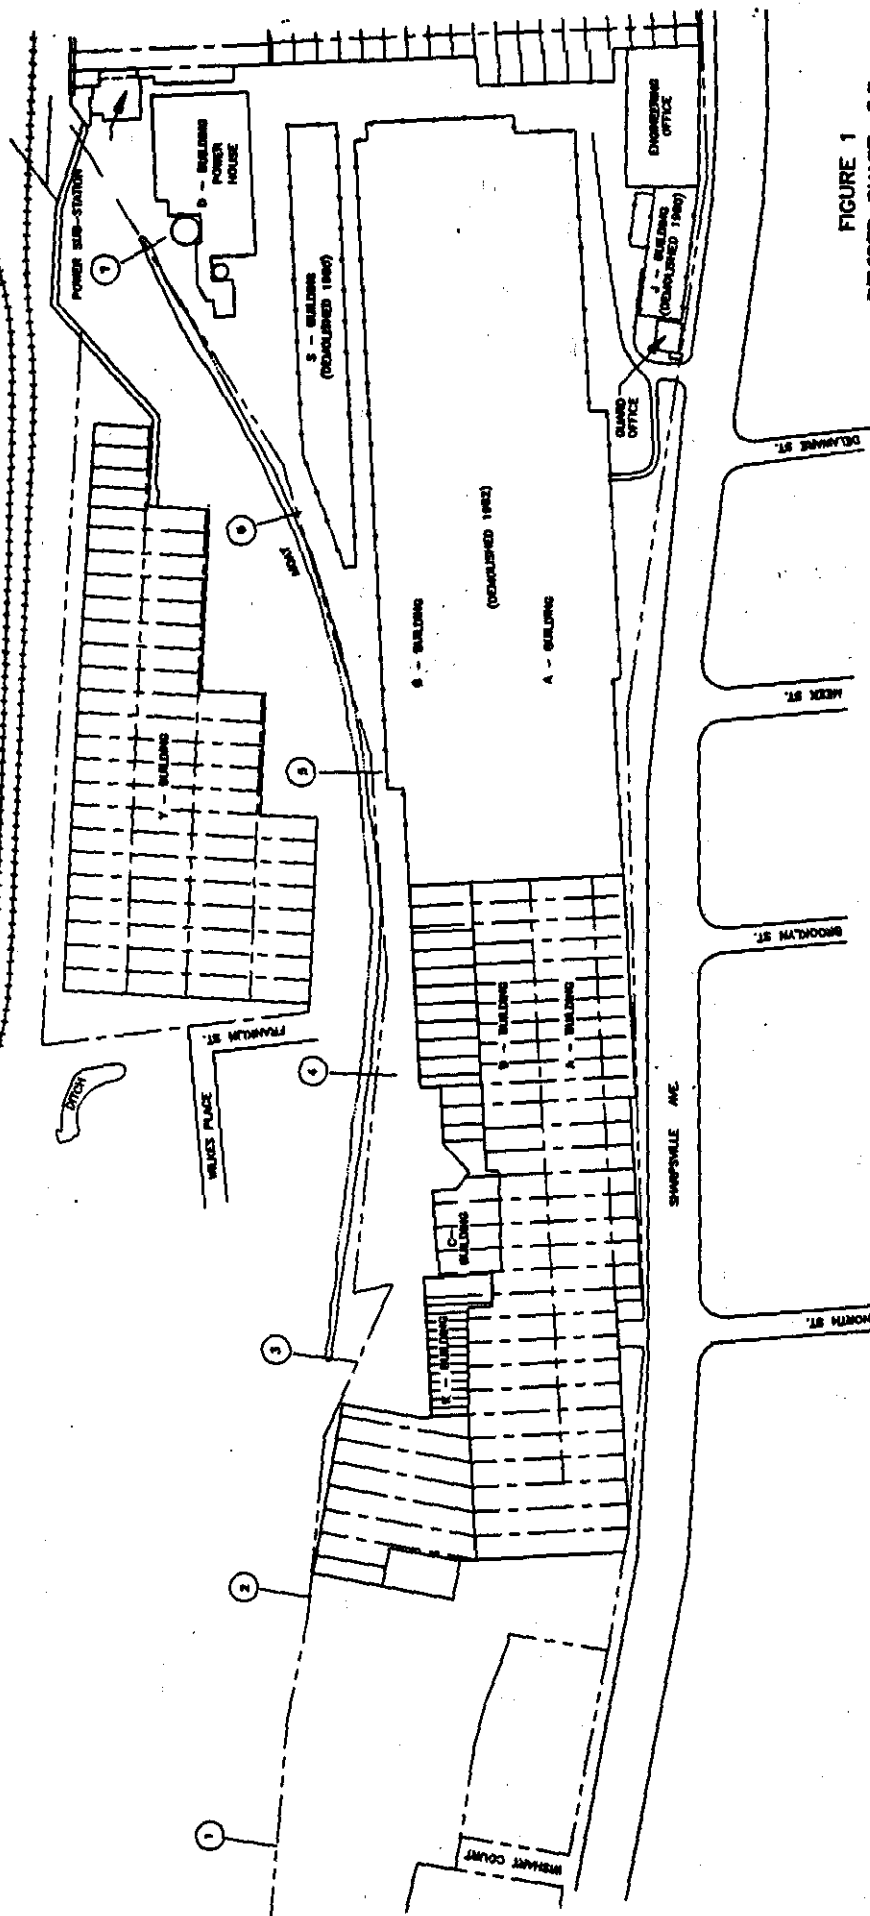 POWER SUB-STATION
D - BUILDING
POWER
HOUSE
7
S - BUILDING
(DEMOLISHED 1980)
ENGINEERING
OFFICE
J - BUILDING
(DEMOLISHED 1980)
GUARD
OFFICE
FIGURE 1
DELAWARE ST.
6
MOAT
(DEMOLISHED 1982)
B - BUILDING
A - BUILDING
MEEK ST.
Y - BUILDING
5
BROOKLYN ST.
B - BUILDING
A - BUILDING
FRANKLIN ST.
DITCH
WILKES PLACE
4
SHARPSVILLE AVE.
C-
BUILDING
K - BUILDING
NORTH ST.
3
2
1
WISHART COURT